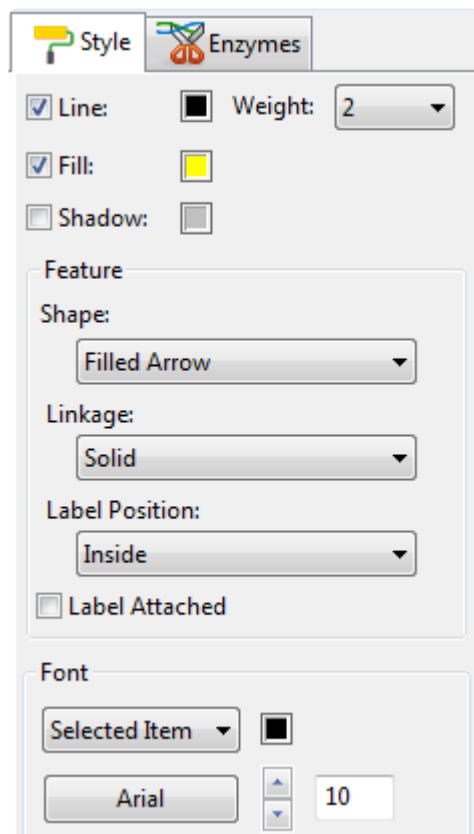 Style Enzymes
Line: Weight: 2
Fill:
Shadow:
Feature
Shape:
Filled Arrow
Linkage:
Solid
Label Position:
Inside
Label Attached
Font
Selected Item
Arial 10